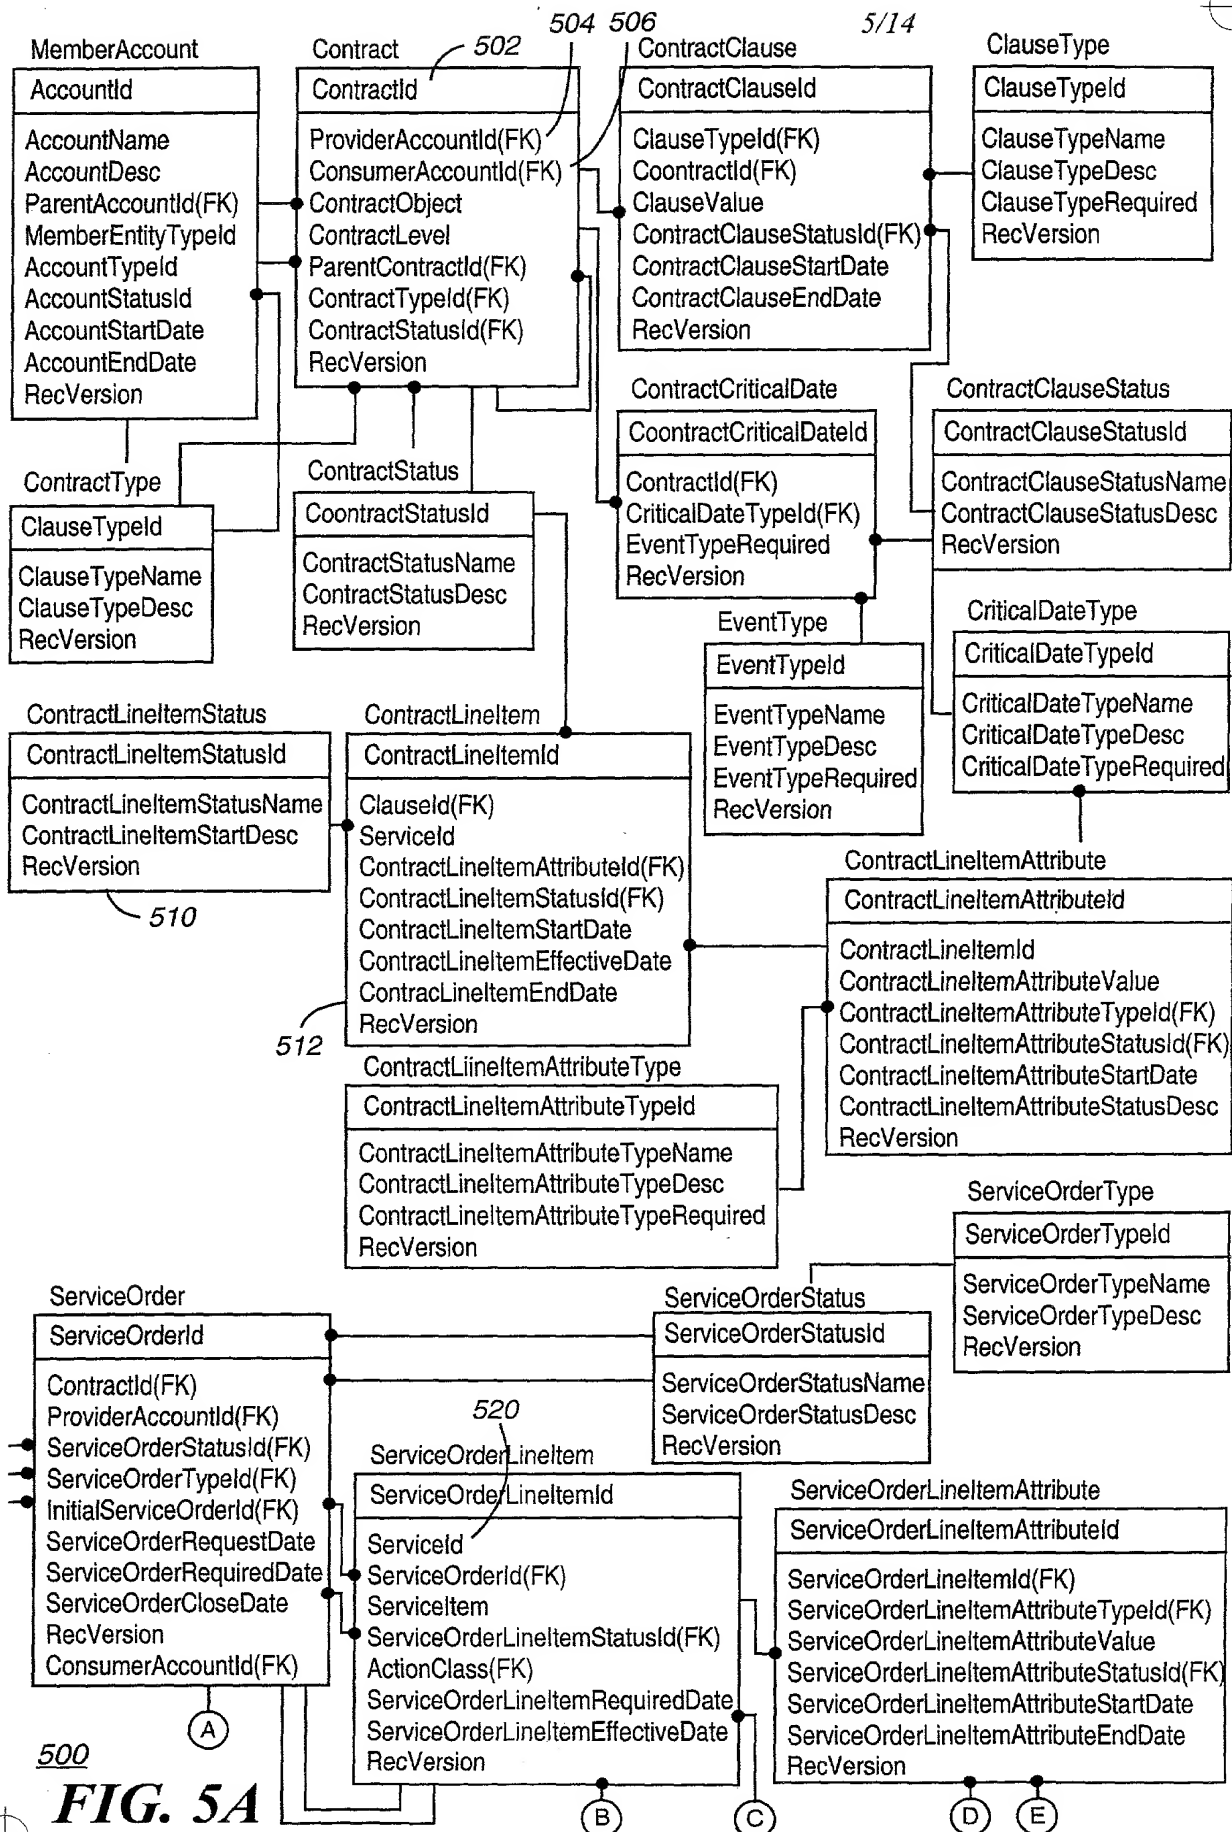 5/14
504 506
502
MemberAccount
AccountId
AccountName
AccountDesc
ParentAccountId(FK)
MemberEntityTypeId
AccountTypeId
AccountStatusId
AccountStartDate
AccountEndDate
RecVersion
Contract
ContractId
ProviderAccountId(FK)
ConsumerAccountId(FK)
ContractObject
ContractLevel
ParentContractId(FK)
ContractTypeId(FK)
ContractStatusId(FK)
RecVersion
ContractClause
ContractClauseId
ClauseTypeId(FK)
CoontractId(FK)
ClauseValue
ContractClauseStatusId(FK)
ContractClauseStartDate
ContractClauseEndDate
RecVersion
ClauseType
ClauseTypeId
ClauseTypeName
ClauseTypeDesc
ClauseTypeRequired
RecVersion
ContractType
ClauseTypeId
ClauseTypeName
ClauseTypeDesc
RecVersion
ContractStatus
CoontractStatusId
ContractStatusName
ContractStatusDesc
RecVersion
ContractCriticalDate
CoontractCriticalDateId
ContractId(FK)
CriticalDateTypeId(FK)
EventTypeRequired
RecVersion
ContractClauseStatus
ContractClauseStatusId
ContractClauseStatusName
ContractClauseStatusDesc
RecVersion
EventType
EventTypeId
EventTypeName
EventTypeDesc
EventTypeRequired
RecVersion
CriticalDateType
CriticalDateTypeId
CriticalDateTypeName
CriticalDateTypeDesc
CriticalDateTypeRequired
ContractLineItemStatus
ContractLineItemStatusId
ContractLineItemStatusName
ContractLineItemStartDesc
RecVersion
510
ContractLineItem
ContractLineItemId
ClauseId(FK)
ServiceId
ContractLineItemAttributeId(FK)
ContractLineItemStatusId(FK)
ContractLineItemStartDate
ContractLineItemEffectiveDate
ContracLineItemEndDate
RecVersion
512
ContractLineItemAttribute
ContractLineItemAttributeId
ContractLineItemId
ContractLineItemAttributeValue
ContractLineItemAttributeTypeId(FK)
ContractLineItemAttributeStatusId(FK)
ContractLineItemAttributeStartDate
ContractLineItemAttributeStatusDesc
RecVersion
ContractLiineItemAttributeType
ContractLineItemAttributeTypeId
ContractLineItemAttributeTypeName
ContractLineItemAttributeTypeDesc
ContractLineItemAttributeTypeRequired
RecVersion
ServiceOrderType
ServiceOrderTypeId
ServiceOrderTypeName
ServiceOrderTypeDesc
RecVersion
ServiceOrder
ServiceOrderId
ContractId(FK)
ProviderAccountId(FK)
ServiceOrderStatusId(FK)
ServiceOrderTypeId(FK)
InitialServiceOrderId(FK)
ServiceOrderRequestDate
ServiceOrderRequiredDate
ServiceOrderCloseDate
RecVersion
ConsumerAccountId(FK)
A
ServiceOrderStatus
ServiceOrderStatusId
ServiceOrderStatusName
ServiceOrderStatusDesc
RecVersion
520
ServiceOrderLineItem
ServiceOrderLineItemId
ServiceId
ServiceOrderId(FK)
ServiceItem
ServiceOrderLineItemStatusId(FK)
ActionClass(FK)
ServiceOrderLineItemRequiredDate
ServiceOrderLineItemEffectiveDate
RecVersion
B
C
ServiceOrderLineItemAttribute
ServiceOrderLineItemAttributeId
ServiceOrderLineItemId(FK)
ServiceOrderLineItemAttributeTypeId(FK)
ServiceOrderLineItemAttributeValue
ServiceOrderLineItemAttributeStatusId(FK)
ServiceOrderLineItemAttributeStartDate
ServiceOrderLineItemAttributeEndDate
RecVersion
D
E
500
FIG. 5A